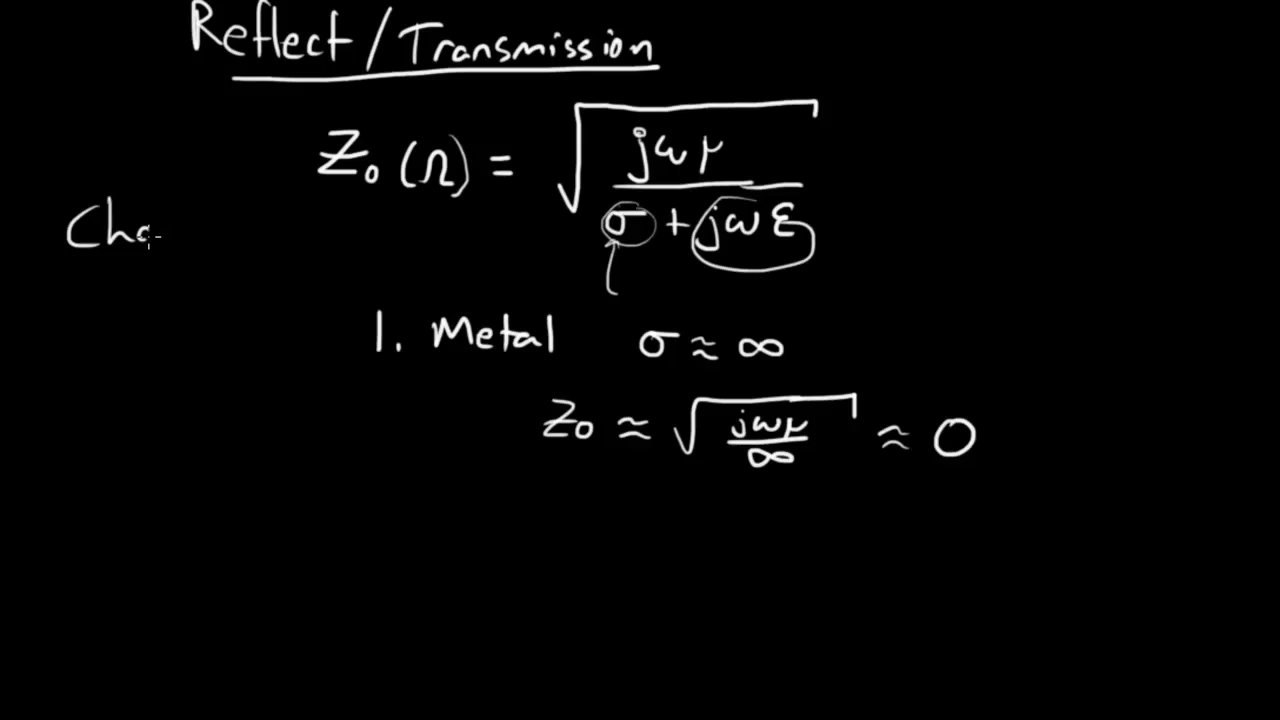 Reflect/Transmission
Z₀ (Ω) = √(jωμ / (σ + jωε))
Cha
1. Metal σ ≈ ∞
Z₀ ≈ √(jωμ / ∞) ≈ 0